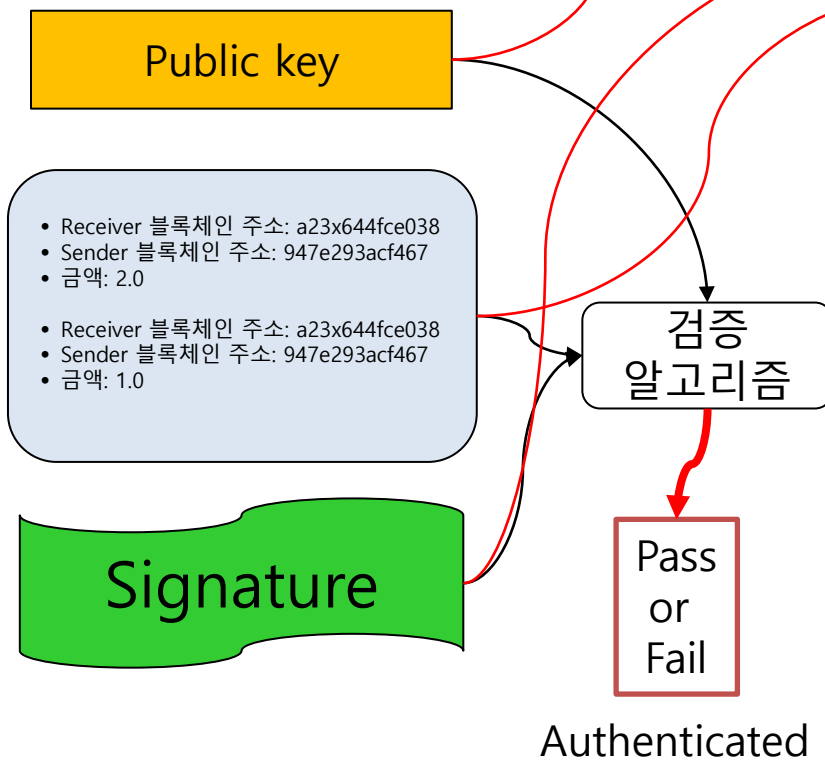 Public key
• Receiver 블록체인 주소: a23x644fce038
• Sender 블록체인 주소: 947e293acf467
• 금액: 2.0
• Receiver 블록체인 주소: a23x644fce038
• Sender 블록체인 주소: 947e293acf467
• 금액: 1.0
검증
알고리즘
Signature
Pass
or
Fail
Authenticated